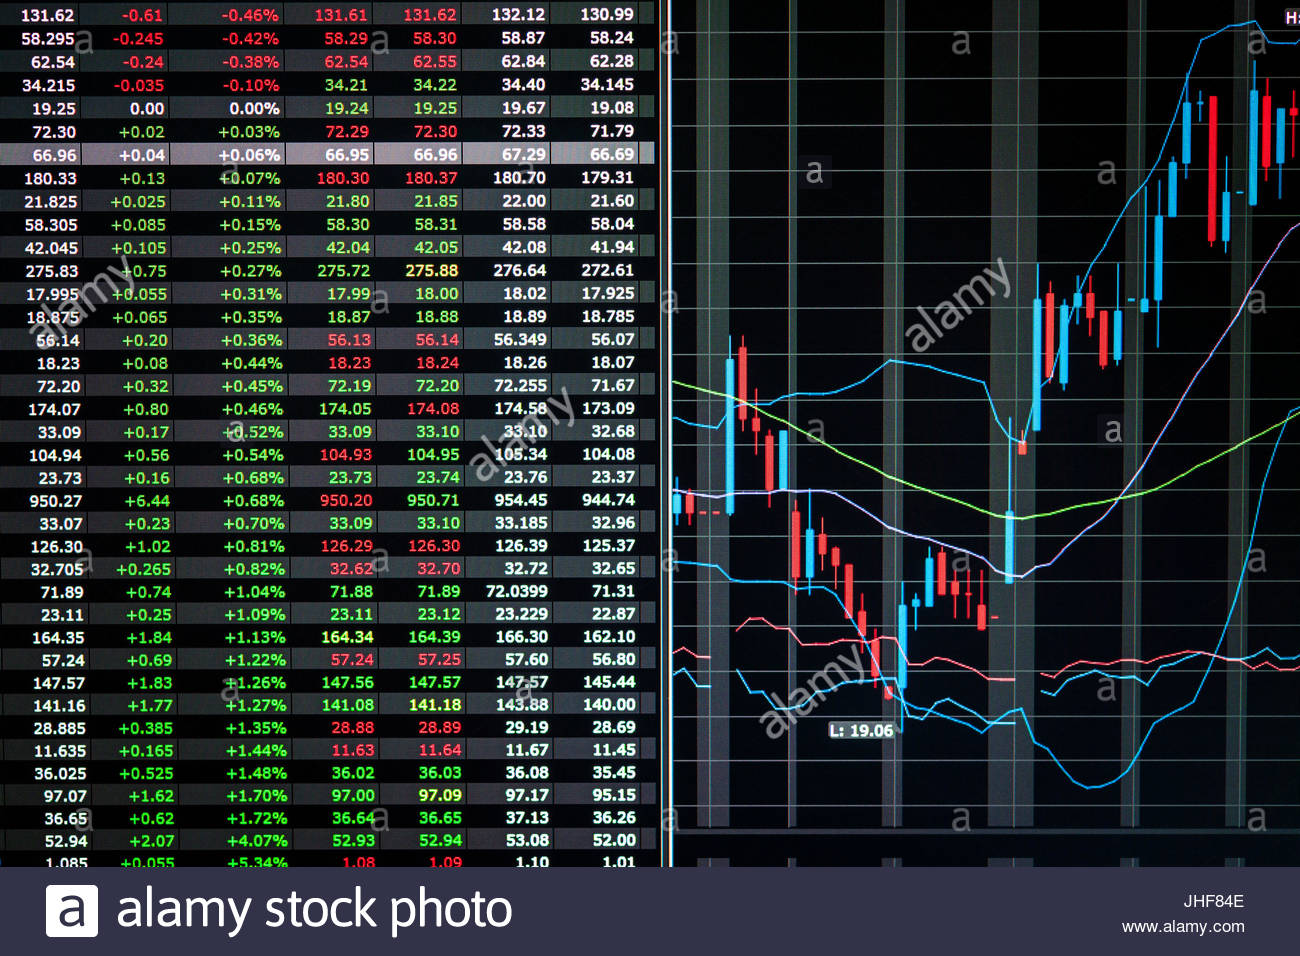 131.62 -0.61 -0.46% 131.61 131.62 132.12 130.99
58.295 -0.245 -0.42% 58.29 58.30 58.87 58.24
62.54 -0.24 -0.38% 62.54 62.55 62.84 62.28
34.215 -0.035 -0.10% 34.21 34.22 34.40 34.145
19.25 0.00 0.00% 19.24 19.25 19.67 19.08
72.30 +0.02 +0.03% 72.29 72.30 72.33 71.79
66.96 +0.04 +0.06% 66.95 66.96 67.29 66.69
180.33 +0.13 +0.07% 180.30 180.37 180.70 179.31
21.825 +0.025 +0.11% 21.80 21.85 22.00 21.60
58.305 +0.085 +0.15% 58.30 58.31 58.58 58.04
42.045 +0.105 +0.25% 42.04 42.05 42.08 41.94
275.83 +0.75 +0.27% 275.72 275.88 276.64 272.61
17.995 +0.055 +0.31% 17.99 18.00 18.02 17.925
18.875 +0.065 +0.35% 18.87 18.88 18.89 18.785
56.14 +0.20 +0.36% 56.13 56.14 56.349 56.07
18.23 +0.08 +0.44% 18.23 18.24 18.26 18.07
72.20 +0.32 +0.45% 72.19 72.20 72.255 71.67
174.07 +0.80 +0.46% 174.05 174.08 174.58 173.09
33.09 +0.17 +0.52% 33.09 33.10 33.10 32.68
104.94 +0.56 +0.54% 104.93 104.95 105.34 104.08
23.73 +0.16 +0.68% 23.73 23.74 23.76 23.37
950.27 +6.44 +0.68% 950.20 950.71 954.45 944.74
33.07 +0.23 +0.70% 33.09 33.10 33.185 32.96
126.30 +1.02 +0.81% 126.29 126.30 126.39 125.37
32.705 +0.265 +0.82% 32.62 32.70 32.72 32.65
71.89 +0.74 +1.04% 71.88 71.89 72.0399 71.31
23.11 +0.25 +1.09% 23.11 23.12 23.229 22.87
164.35 +1.84 +1.13% 164.34 164.39 166.30 162.10
57.24 +0.69 +1.22% 57.24 57.25 57.60 56.80
147.57 +1.83 +1.26% 147.56 147.57 147.57 145.44
141.16 +1.77 +1.27% 141.08 141.18 143.88 140.00
28.885 +0.385 +1.35% 28.88 28.89 29.19 28.69
11.635 +0.165 +1.44% 11.63 11.64 11.67 11.45
36.025 +0.525 +1.48% 36.02 36.03 36.08 35.45
97.07 +1.62 +1.70% 97.00 97.09 97.17 95.15
36.65 +0.62 +1.72% 36.64 36.65 37.13 36.26
52.94 +2.07 +4.07% 52.93 52.94 53.08 52.00
1.085 +0.055 +5.34% 1.08 1.09 1.10 1.01
H:
L: 19.06
alamy
alamy
alamy
alamy
a alamy stock photo
JHF84E
www.alamy.com